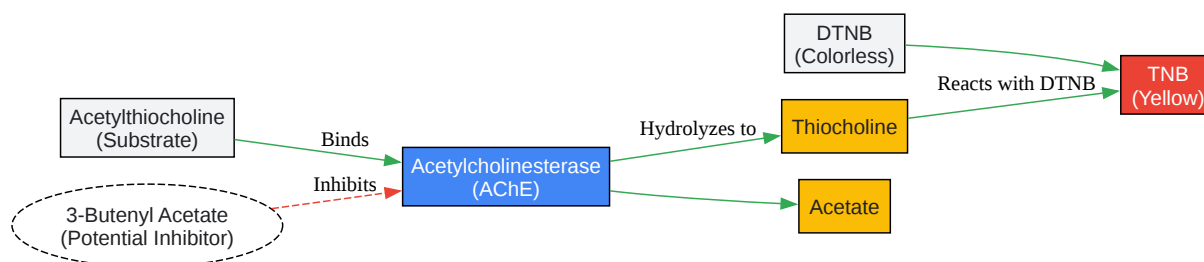 Acetylthiocholine
(Substrate)
Binds
3-Butenyl Acetate
(Potential Inhibitor)
Inhibits
Acetylcholinesterase
(AChE)
Hydrolyzes to
Thiocholine
Acetate
DTNB
(Colorless)
Reacts with DTNB
TNB
(Yellow)